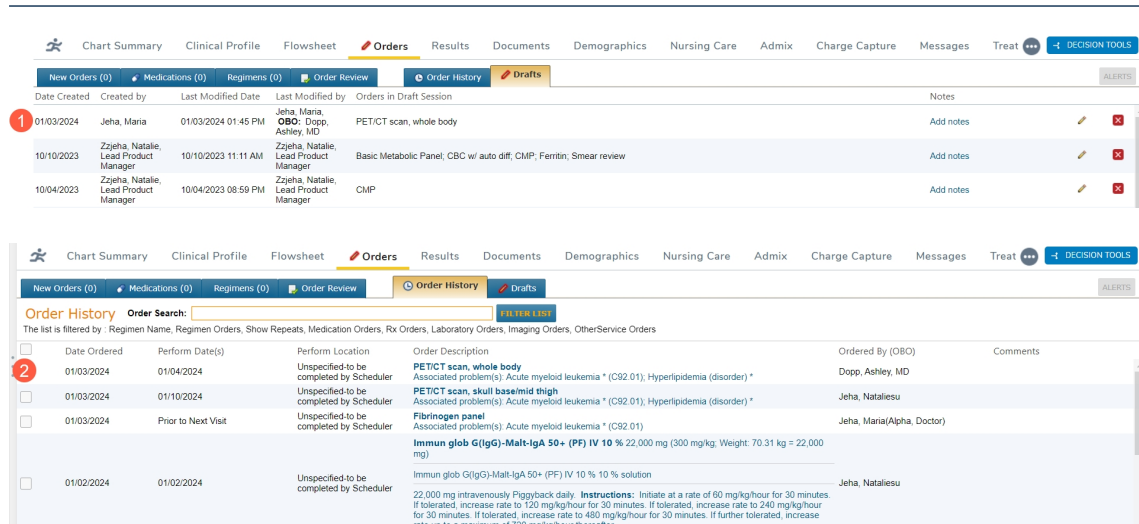 Chart Summary Clinical Profile Flowsheet Orders Results Documents Demographics Nursing Care Admix Charge Capture Messages Treat ... DECISION TOOLS
New Orders (0) Medications (0) Regimens (0) Order Review Order History Drafts ALERTS
Date Created Created by Last Modified Date Last Modified by Orders in Draft Session Notes
1 01/03/2024 Jeha, Maria 01/03/2024 01:45 PM Jeha, Maria, OBO: Dopp, Ashley, MD PET/CT scan, whole body Add notes
10/10/2023 Zzjeha, Natalie, Lead Product Manager 10/10/2023 11:11 AM Zzjeha, Natalie, Lead Product Manager Basic Metabolic Panel; CBC w/ auto diff; CMP; Ferritin; Smear review Add notes
10/04/2023 Zzjeha, Natalie, Lead Product Manager 10/04/2023 08:59 PM Zzjeha, Natalie, Lead Product Manager CMP Add notes
Chart Summary Clinical Profile Flowsheet Orders Results Documents Demographics Nursing Care Admix Charge Capture Messages Treat ... DECISION TOOLS
New Orders (0) Medications (0) Regimens (0) Order Review Order History Drafts ALERTS
Order History Order Search: FILTER LIST
The list is filtered by : Regimen Name, Regimen Orders, Show Repeats, Medication Orders, Rx Orders, Laboratory Orders, Imaging Orders, OtherService Orders
Date Ordered Perform Date(s) Perform Location Order Description Ordered By (OBO) Comments
2 01/03/2024 01/04/2024 Unspecified-to be completed by Scheduler PET/CT scan, whole body Dopp, Ashley, MD
Associated problem(s): Acute myeloid leukemia * (C92.01); Hyperlipidemia (disorder) *
01/03/2024 01/10/2024 Unspecified-to be completed by Scheduler PET/CT scan, skull base/mid thigh Jeha, Nataliesu
Associated problem(s): Acute myeloid leukemia * (C92.01); Hyperlipidemia (disorder) *
01/03/2024 Prior to Next Visit Unspecified-to be completed by Scheduler Fibrinogen panel Jeha, Maria(Alpha, Doctor)
Associated problem(s): Acute myeloid leukemia * (C92.01)
Immun glob G(IgG)-Malt-IgA 50+ (PF) IV 10 % 22,000 mg (300 mg/kg; Weight: 70.31 kg = 22,000
mg)
Immun glob G(IgG)-Malt-IgA 50+ (PF) IV 10 % 10 % solution
01/02/2024 01/02/2024 Unspecified-to be completed by Scheduler Jeha, Nataliesu
22,000 mg intravenously Piggyback daily. Instructions: Initiate at a rate of 60 mg/kg/hour for 30 minutes.
If tolerated, increase rate to 120 mg/kg/hour for 30 minutes. If tolerated, increase rate to 240 mg/kg/hour
for 30 minutes. If tolerated, increase rate to 480 mg/kg/hour for 30 minutes. If further tolerated, increase